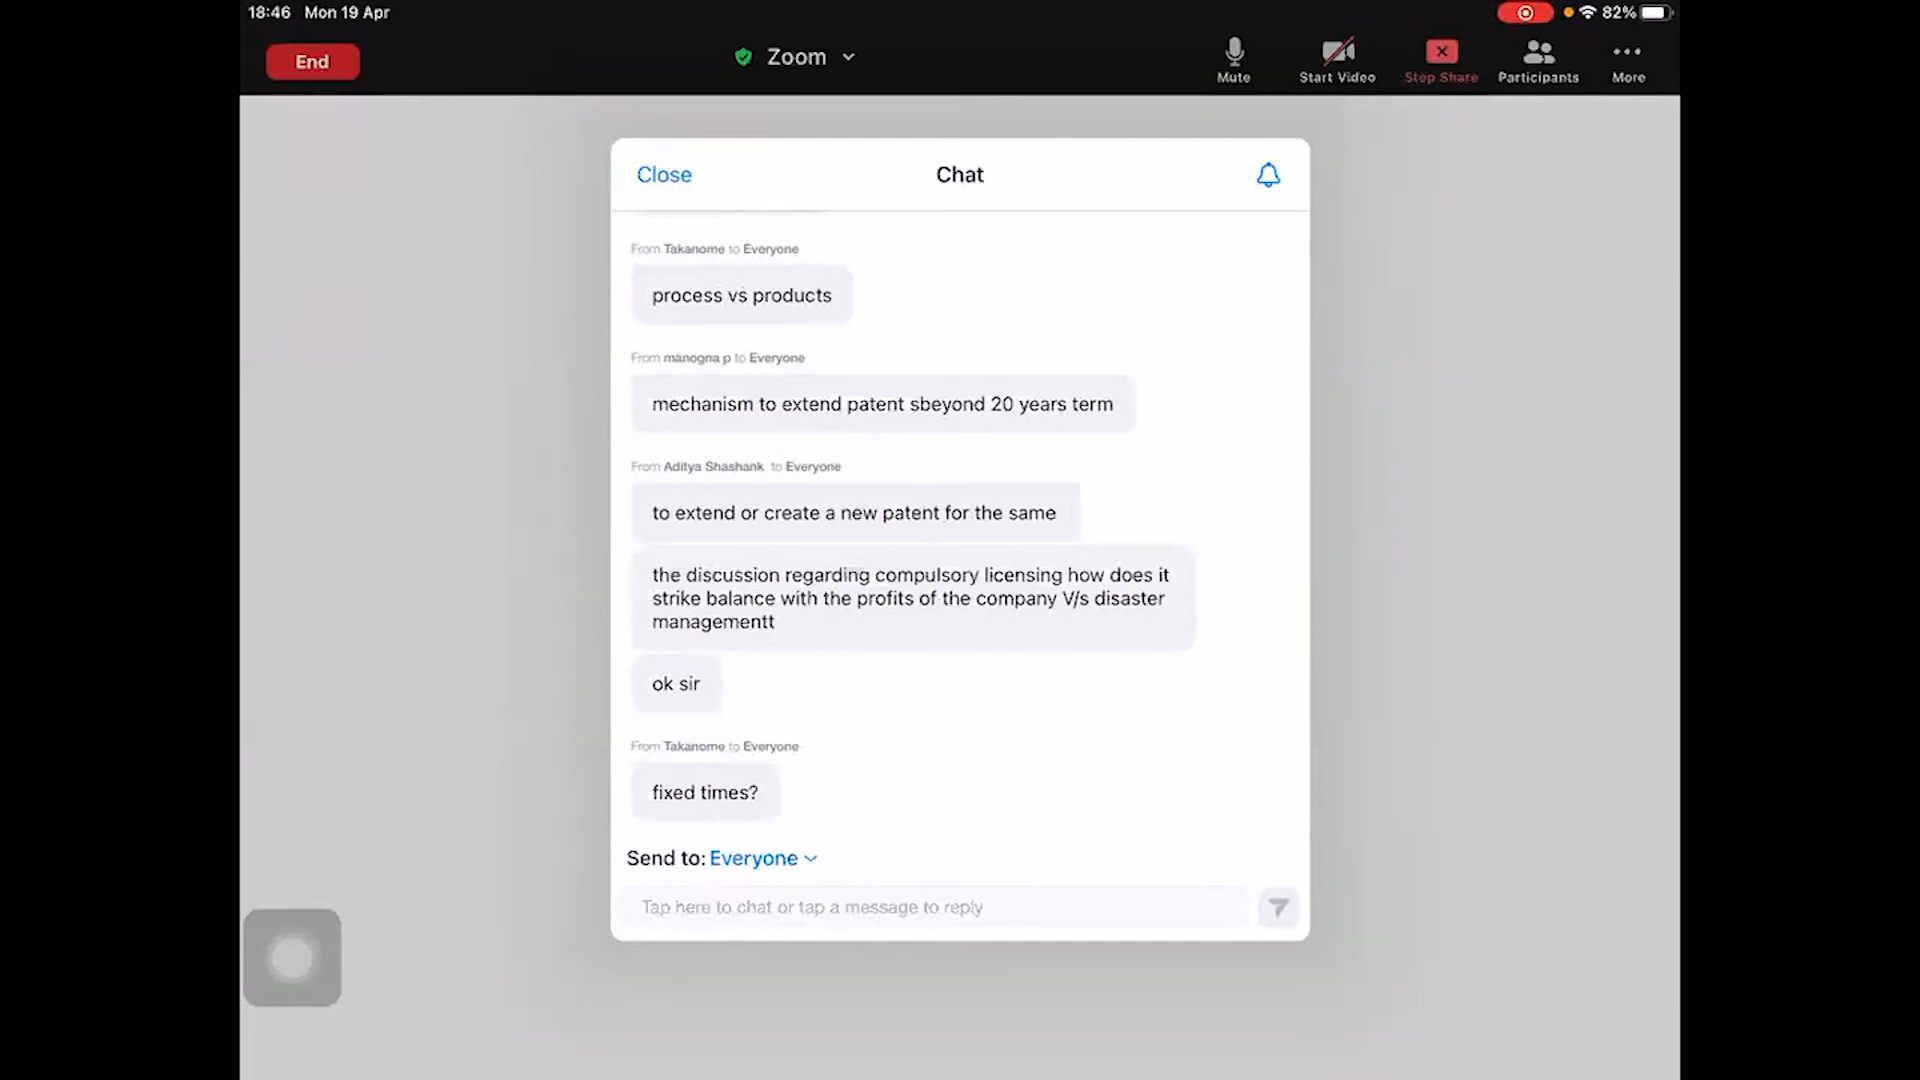 18:46 Mon 19 Apr
82%
End
Zoom
Mute
Start Video
Stop Share
Participants
More
Close
Chat
From Takanome to Everyone
process vs products
From manogna p to Everyone
mechanism to extend patent sbeyond 20 years term
From Aditya Shashank to Everyone
to extend or create a new patent for the same
the discussion regarding compulsory licensing how does it
strike balance with the profits of the company V/s disaster
managementt
ok sir
From Takanome to Everyone
fixed times?
Send to: Everyone
Tap here to chat or tap a message to reply